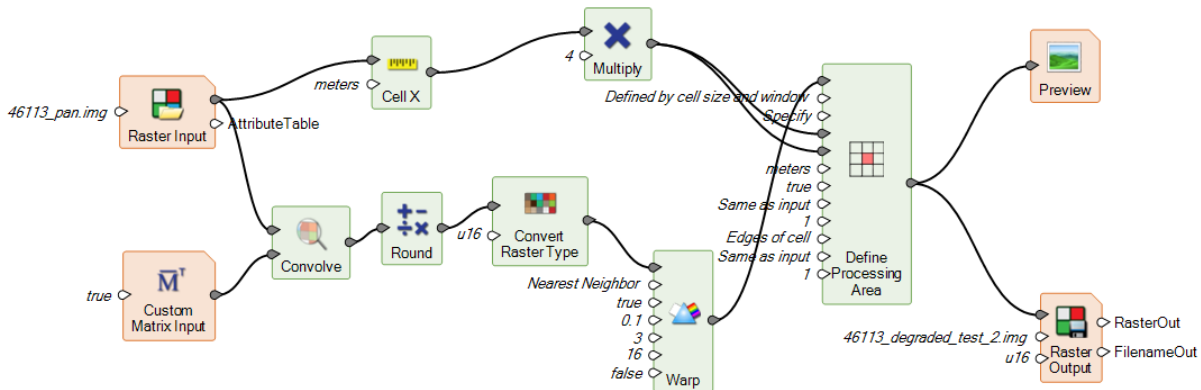 46113_pan.img
Raster Input
AttributeTable
meters
Cell X
4
Multiply
Defined by cell size and window
Specify
meters
true
Same as input
1
Edges of cell
Same as input
1
Define
Processing
Area
Preview
true
Custom
Matrix Input
M T
Convolve
Round
u16
Convert
Raster Type
Nearest Neighbor
true
0.1
3
16
false
Warp
46113_degraded_test_2.img
u16
Raster
Output
RasterOut
FilenameOut